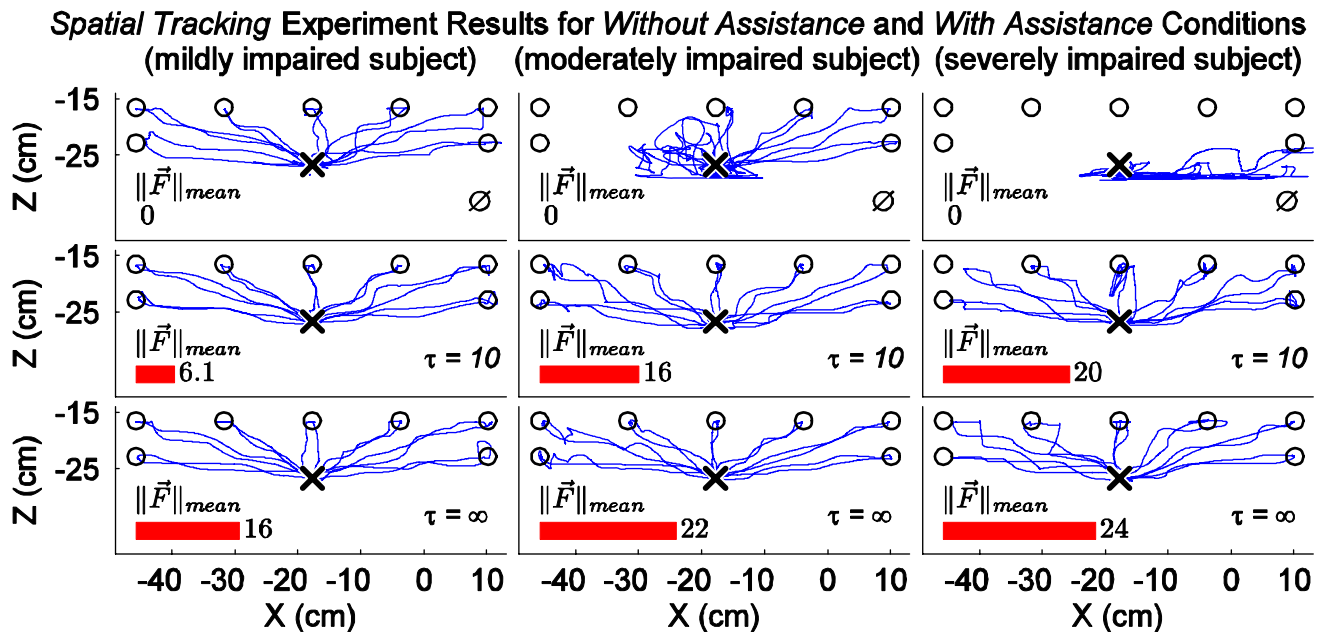 Spatial Tracking Experiment Results for Without Assistance and With Assistance Conditions
(mildly impaired subject) (moderately impaired subject) (severely impaired subject)
-15
Z (cm)
-25
‖F⃗‖mean
0
∅
‖F⃗‖mean
0
∅
‖F⃗‖mean
0
∅
-15
Z (cm)
-25
‖F⃗‖mean
6.1
τ = 10
‖F⃗‖mean
16
τ = 10
‖F⃗‖mean
20
τ = 10
-15
Z (cm)
-25
‖F⃗‖mean
16
τ = ∞
‖F⃗‖mean
22
τ = ∞
‖F⃗‖mean
24
τ = ∞
-40 -30 -20 -10 0 10
X (cm)
-40 -30 -20 -10 0 10
X (cm)
-40 -30 -20 -10 0 10
X (cm)